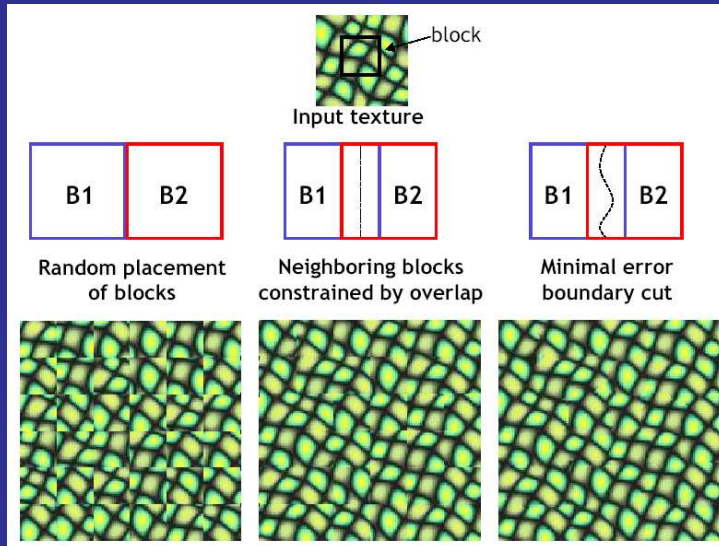 block
Input texture
B1
B2
B1
B2
B1
B2
Random placement
of blocks
Neighboring blocks
constrained by overlap
Minimal error
boundary cut